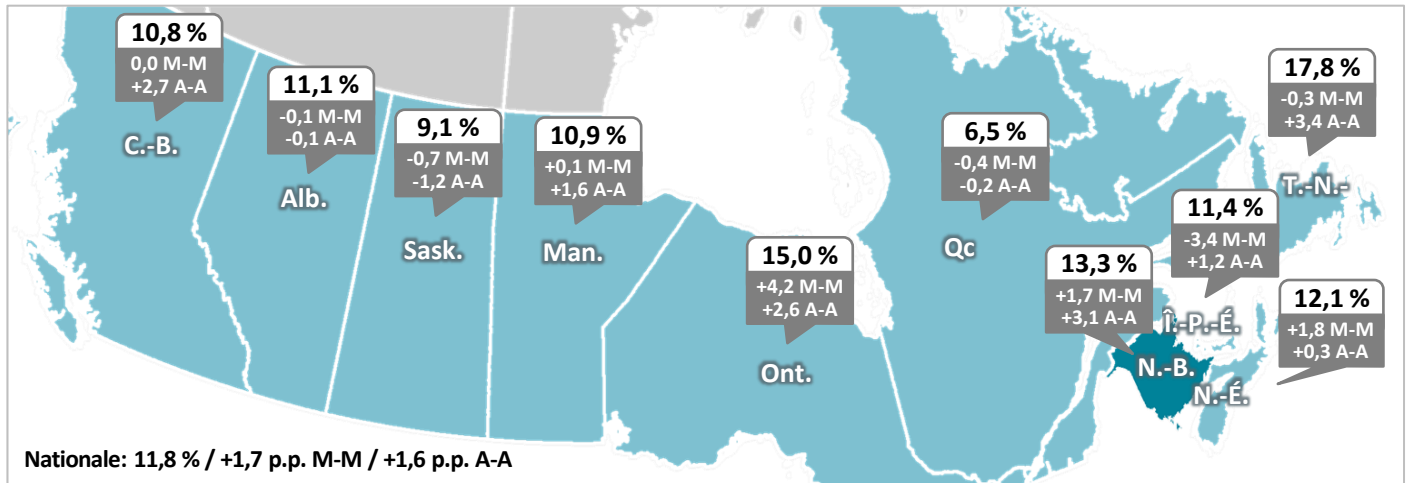 10,8 %
0,0 M-M
+2,7 A-A
C.-B.
11,1 %
-0,1 M-M
-0,1 A-A
Alb.
9,1 %
-0,7 M-M
-1,2 A-A
Sask.
10,9 %
+0,1 M-M
+1,6 A-A
Man.
15,0 %
+4,2 M-M
+2,6 A-A
Ont.
6,5 %
-0,4 M-M
-0,2 A-A
Qc
17,8 %
-0,3 M-M
+3,4 A-A
T.-N.-
11,4 %
-3,4 M-M
+1,2 A-A
Î.-P.-É.
13,3 %
+1,7 M-M
+3,1 A-A
N.-B.
12,1 %
+1,8 M-M
+0,3 A-A
N.-É.
Nationale: 11,8 % / +1,7 p.p. M-M / +1,6 p.p. A-A